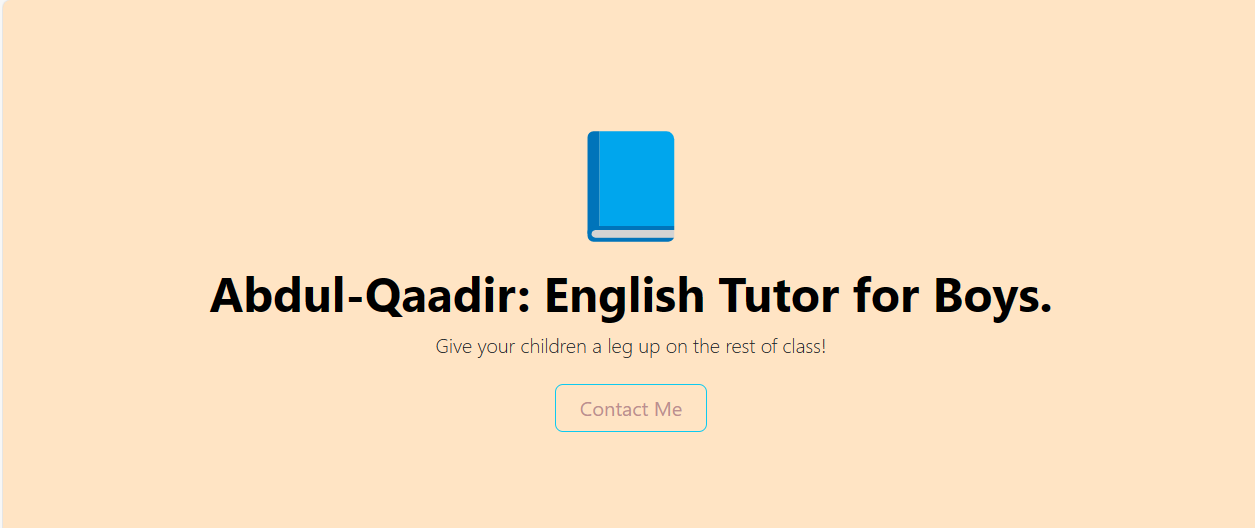 Abdul-Qaadir: English Tutor for Boys.
Give your children a leg up on the rest of class!
Contact Me